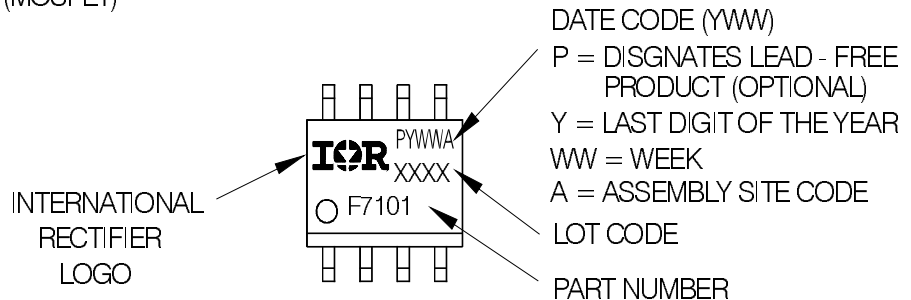 (MOSFET)
DATE CODE (YWW)
P = DISGNATES LEAD - FREE
PRODUCT (OPTIONAL)
Y = LAST DIGIT OF THE YEAR
WW = WEEK
A = ASSEMBLY SITE CODE
LOT CODE
PART NUMBER
INTERNATIONAL
RECTIFIER
LOGO
IOR
PYWWA
XXXX
F7101